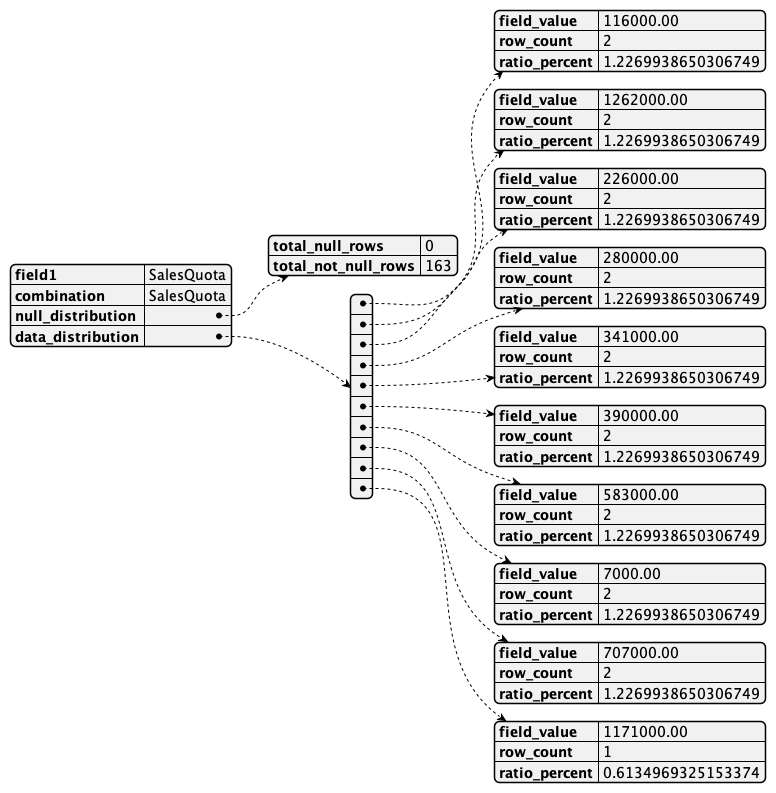 field1 SalesQuota
combination SalesQuota
null_distribution
data_distribution
total_null_rows 0
total_not_null_rows 163
field_value 116000.00
row_count 2
ratio_percent 1.2269938650306749
field_value 1262000.00
row_count 2
ratio_percent 1.2269938650306749
field_value 226000.00
row_count 2
ratio_percent 1.2269938650306749
field_value 280000.00
row_count 2
ratio_percent 1.2269938650306749
field_value 341000.00
row_count 2
ratio_percent 1.2269938650306749
field_value 390000.00
row_count 2
ratio_percent 1.2269938650306749
field_value 583000.00
row_count 2
ratio_percent 1.2269938650306749
field_value 7000.00
row_count 2
ratio_percent 1.2269938650306749
field_value 707000.00
row_count 2
ratio_percent 1.2269938650306749
field_value 1171000.00
row_count 1
ratio_percent 0.6134969325153374